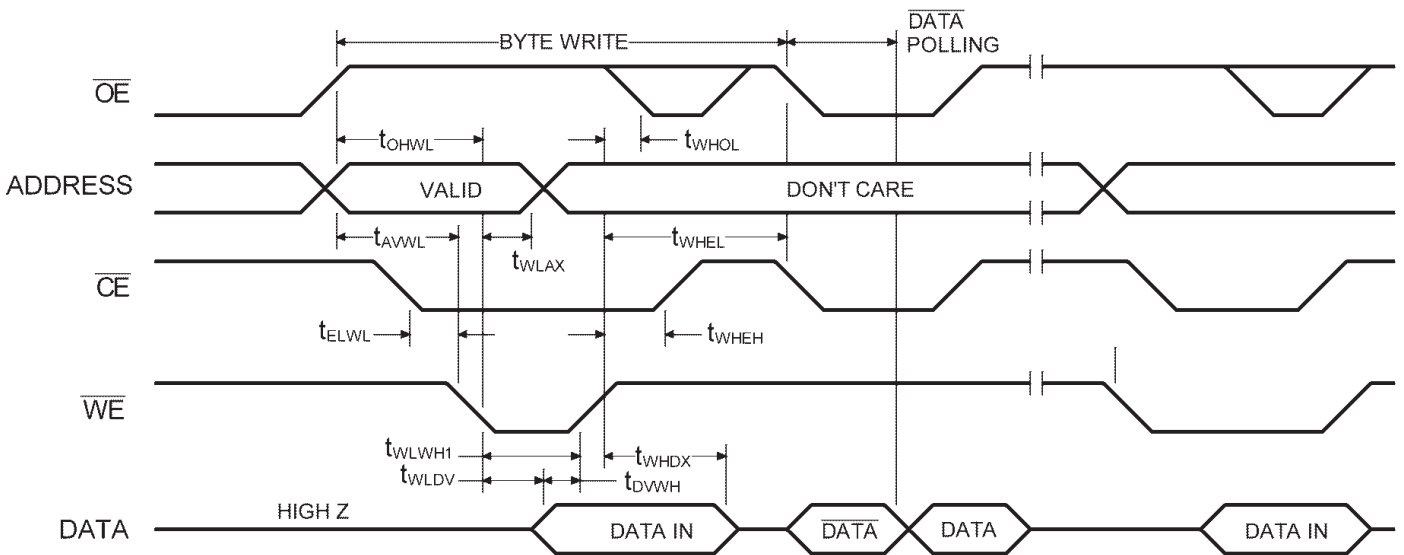 DATA
BYTE WRITE
POLLING
OE
tOHWL
tWHOL
ADDRESS
VALID
DON'T CARE
tAVWL
tWLAX
tWHEL
CE
tELWL
tWHEH
WE
tWLWH1
tWHDX
tWLDV
tDVWH
HIGH Z
DATA
DATA IN
DATA
DATA
DATA IN